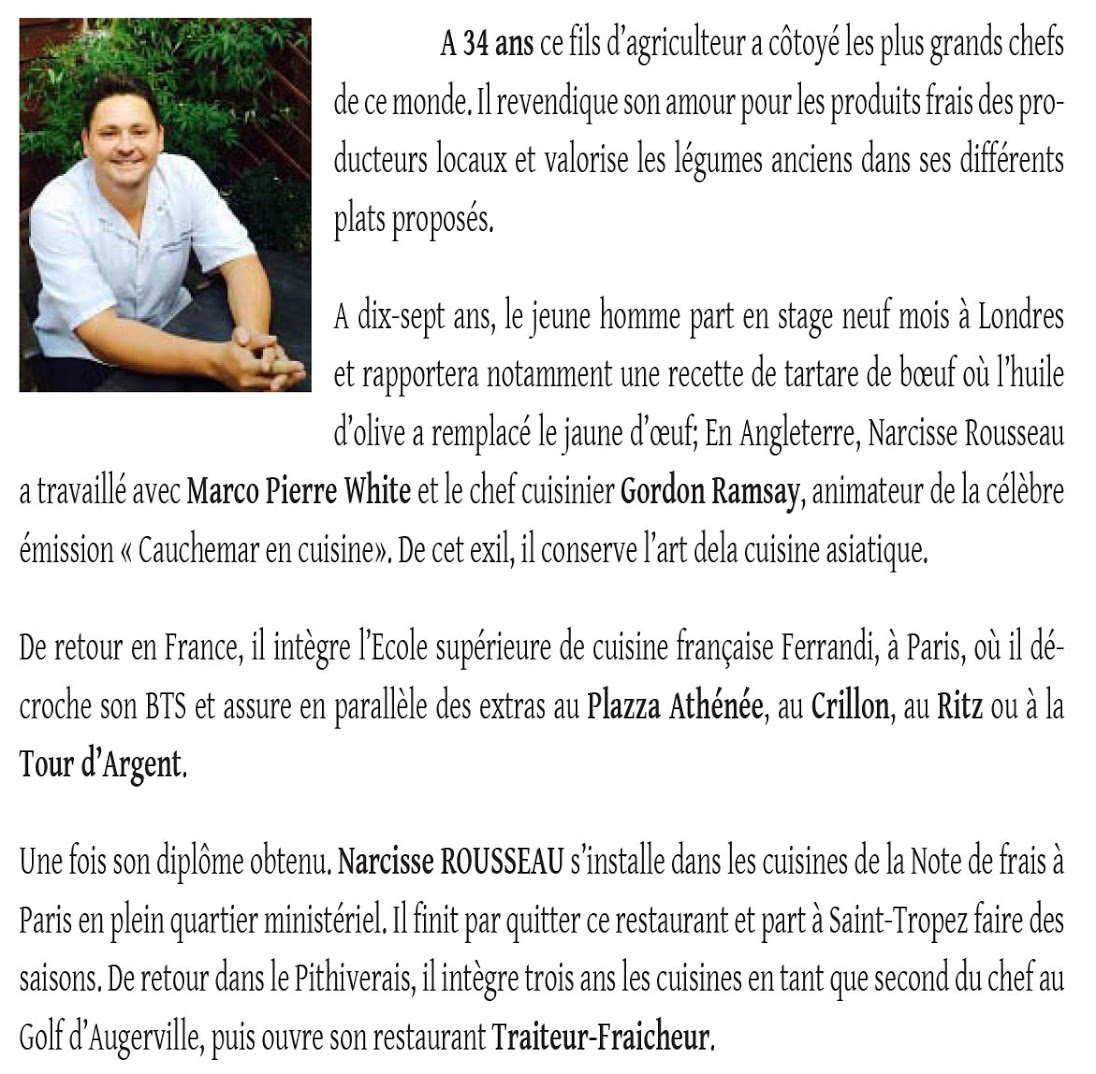 A 34 ans ce fils d’agriculteur a côtoyé les plus grands chefs
de ce monde. Il revendique son amour pour les produits frais des pro-
ducteurs locaux et valorise les légumes anciens dans ses différents
plats proposés.
A dix-sept ans, le jeune homme part en stage neuf mois à Londres
et rapportera notamment une recette de tartare de bœuf où l’huile
d’olive a remplacé le jaune d’œuf; En Angleterre, Narcisse Rousseau
a travaillé avec Marco Pierre White et le chef cuisinier Gordon Ramsay, animateur de la célèbre
émission « Cauchemar en cuisine». De cet exil, il conserve l’art dela cuisine asiatique.
De retour en France, il intègre l’Ecole supérieure de cuisine française Ferrandi, à Paris, où il dé-
croche son BTS et assure en parallèle des extras au Plazza Athénée, au Crillon, au Ritz ou à la
Tour d’Argent.
Une fois son diplôme obtenu. Narcisse ROUSSEAU s’installe dans les cuisines de la Note de frais à
Paris en plein quartier ministériel. Il finit par quitter ce restaurant et part à Saint-Tropez faire des
saisons. De retour dans le Pithiverais, il intègre trois ans les cuisines en tant que second du chef au
Golf d’Augerville, puis ouvre son restaurant Traiteur-Fraicheur.